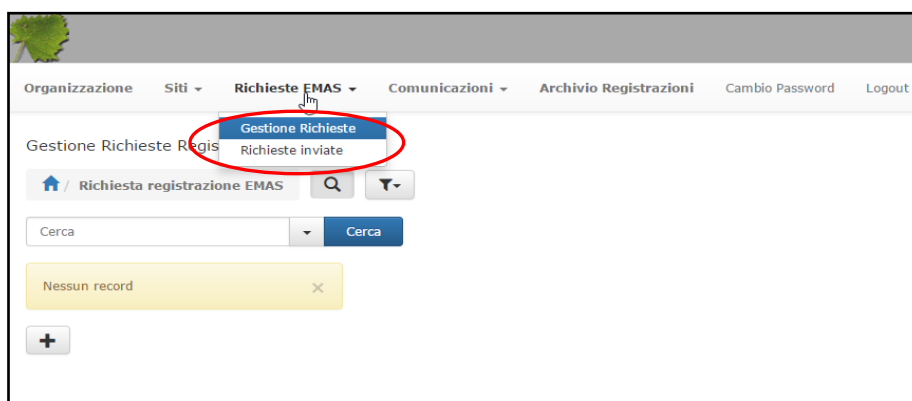 Organizzazione Siti Richieste EMAS Comunicazioni Archivio Registrazioni Cambio Password Logout
Gestione Richieste
Richieste inviate
Gestione Richieste Regis
/ Richiesta registrazione EMAS
Cerca Cerca
Nessun record ×